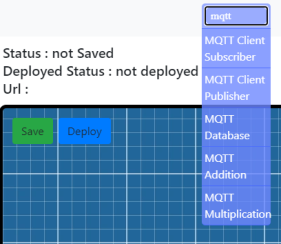 mqtt
MQTT Client
Subscriber
MQTT Client
Publisher
MQTT
Database
MQTT
Addition
MQTT
Multiplication
Status : not Saved
Deployed Status : not deployed
Url :
Save Deploy